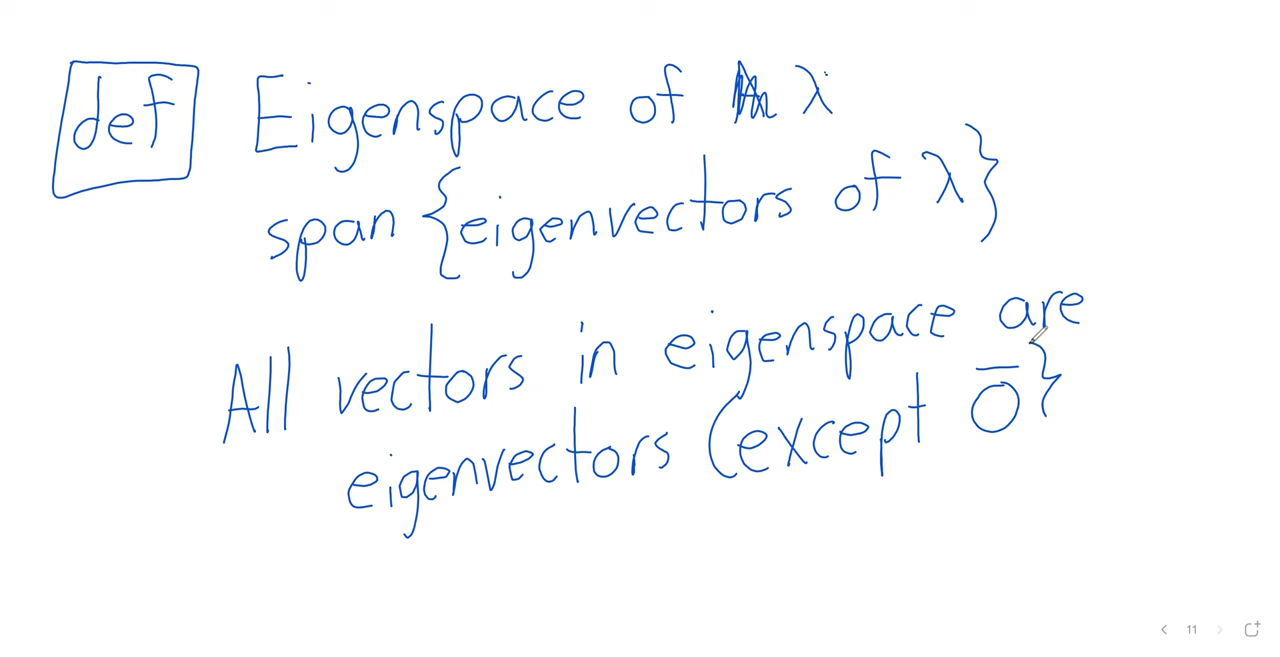 def Eigenspace of λ
span {eigenvectors of λ}
All vectors in eigenspace are
eigenvectors (except 0̅}
11